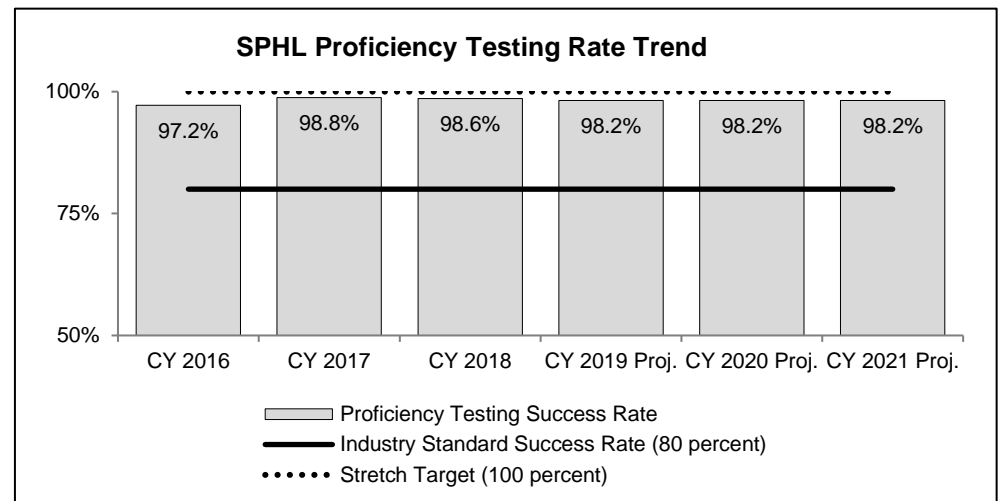 SPHL Proficiency Testing Rate Trend
100%
97.2% 98.8% 98.6% 98.2% 98.2% 98.2%
75%
50%
CY 2016 CY 2017 CY 2018 CY 2019 Proj. CY 2020 Proj. CY 2021 Proj.
Proficiency Testing Success Rate
Industry Standard Success Rate (80 percent)
Stretch Target (100 percent)